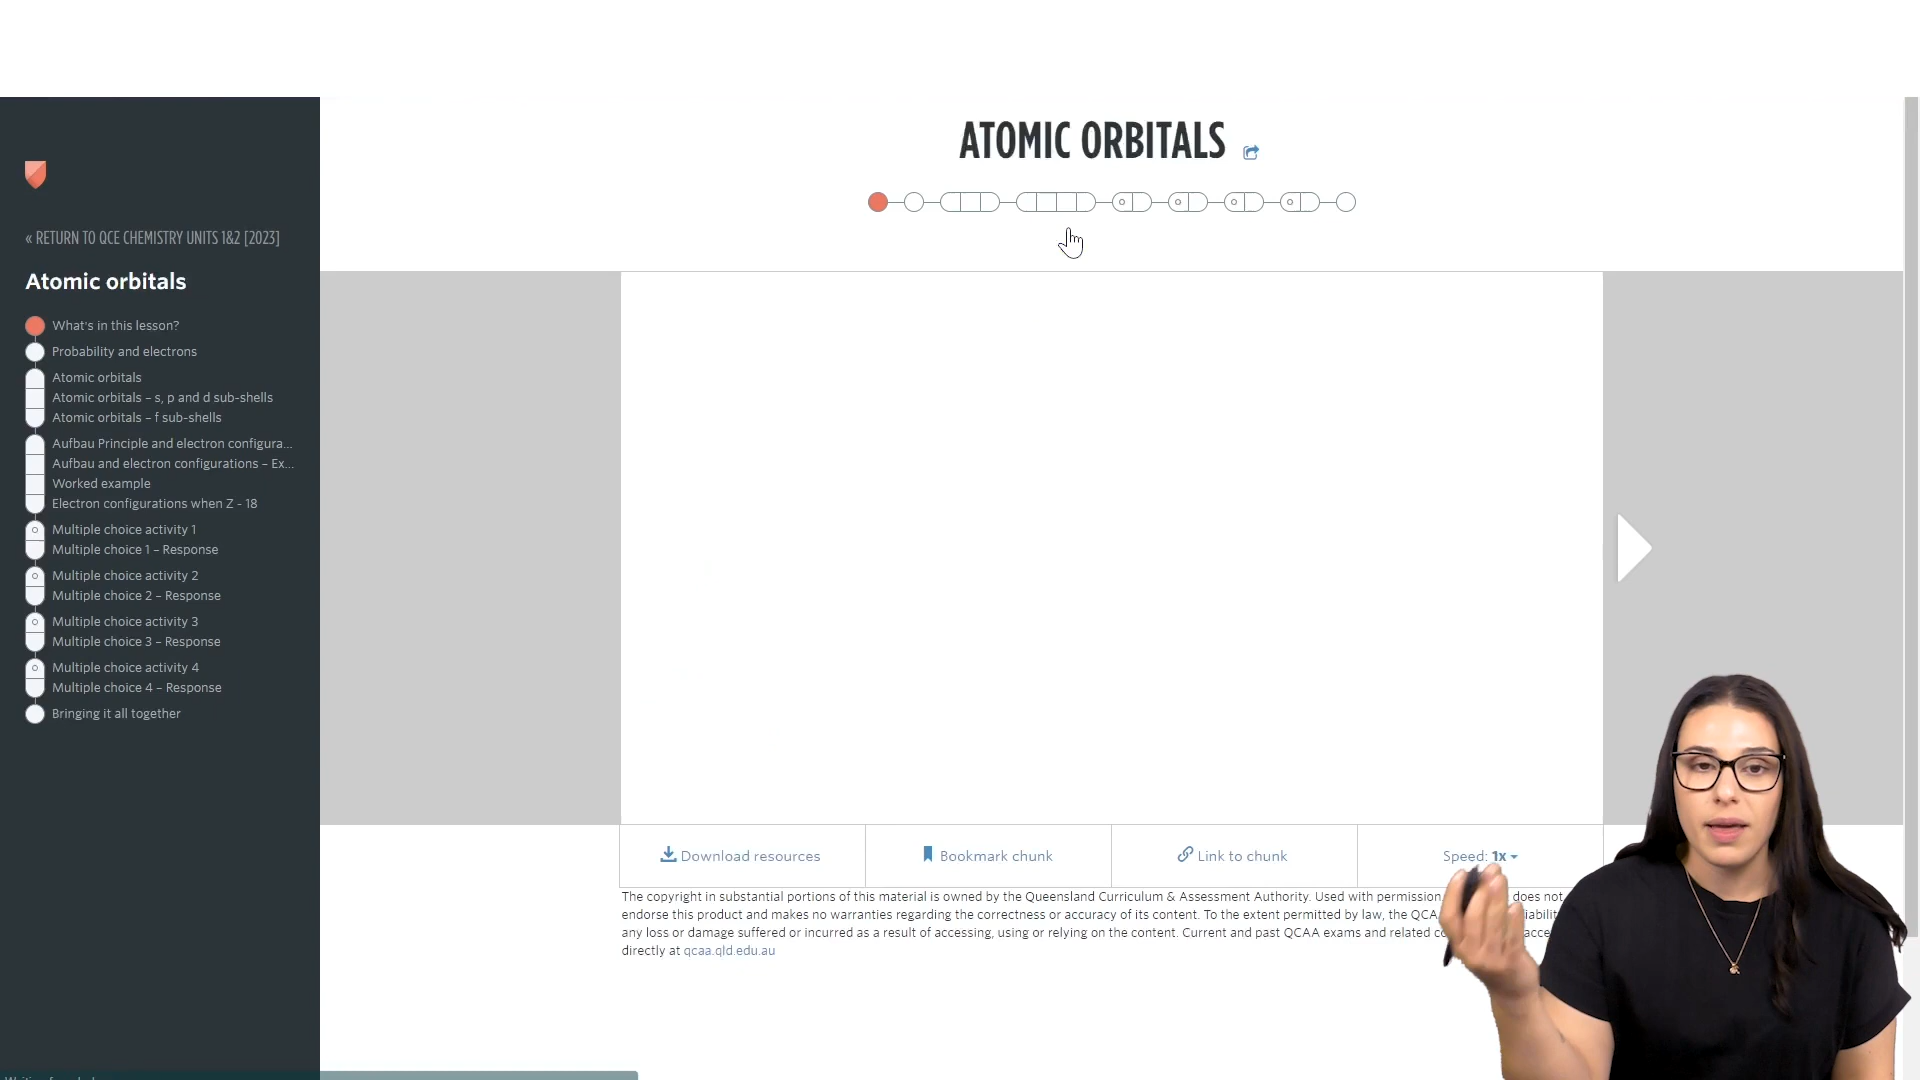 ATOMIC ORBITALS
« RETURN TO QCE CHEMISTRY UNITS 1&2 [2023]
Atomic orbitals
What's in this lesson?
Probability and electrons
Atomic orbitals
Atomic orbitals – s, p and d sub-shells
Atomic orbitals – f sub-shells
Aufbau Principle and electron configura...
Aufbau and electron configurations – Ex...
Worked example
Electron configurations when Z - 18
Multiple choice activity 1
Multiple choice 1 – Response
Multiple choice activity 2
Multiple choice 2 – Response
Multiple choice activity 3
Multiple choice 3 – Response
Multiple choice activity 4
Multiple choice 4 – Response
Bringing it all together
Download resources
Bookmark chunk
Link to chunk
Speed: 1x
The copyright in substantial portions of this material is owned by the Queensland Curriculum & Assessment Authority. Used with permission does not
endorse this product and makes no warranties regarding the correctness or accuracy of its content. To the extent permitted by law, the QCA
any loss or damage suffered or incurred as a result of accessing, using or relying on the content. Current and past QCAA exams and related
directly at qcaa.qld.edu.au